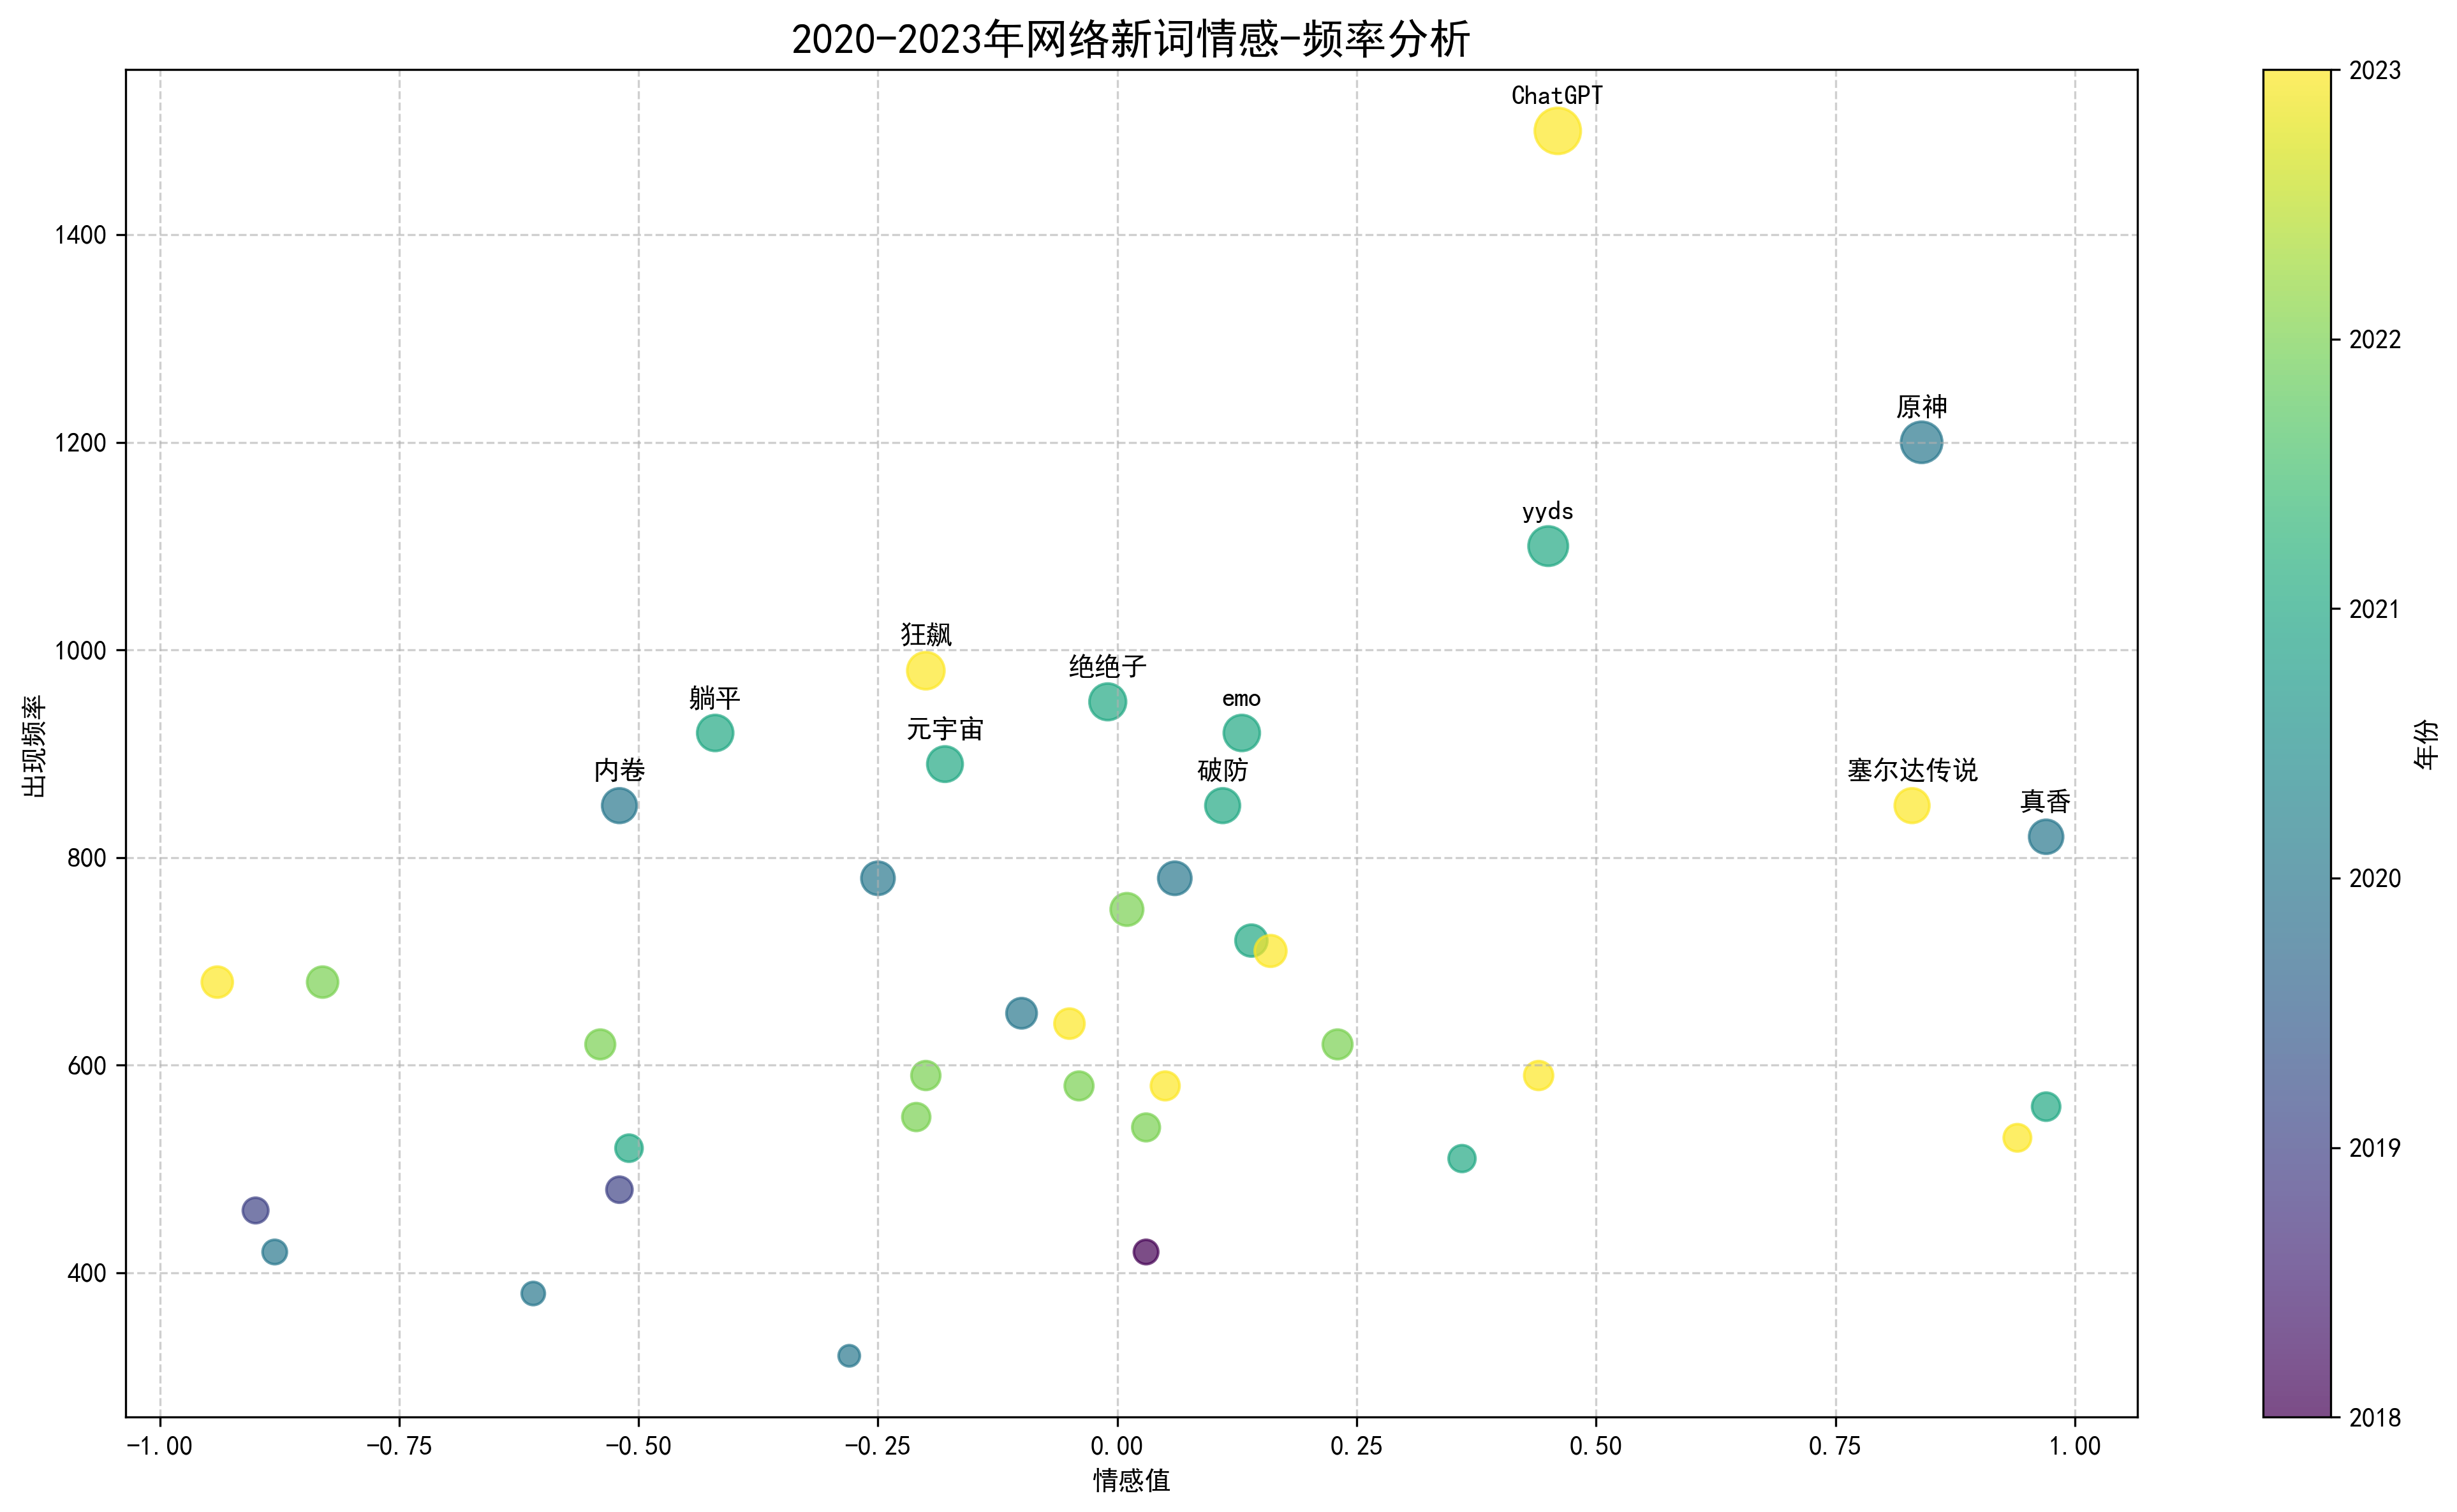 2020-2023年网络新词情感-频率分析
ChatGPT
原神
yyds
狂飙
绝绝子
躺平
emo
元宇宙
内卷
破防
塞尔达传说
真香
出现频率
1400
1200
1000
800
600
400
-1.00
-0.75
-0.50
-0.25
0.00
0.25
0.50
0.75
1.00
情感值
2023
2022
2021
2020
2019
2018
年份